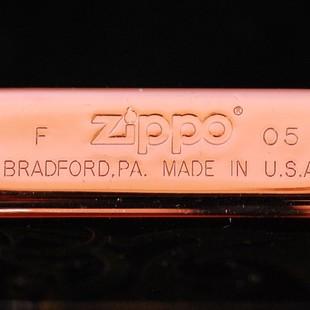 F zippo® 05
BRADFORD,PA. MADE IN U.S.A